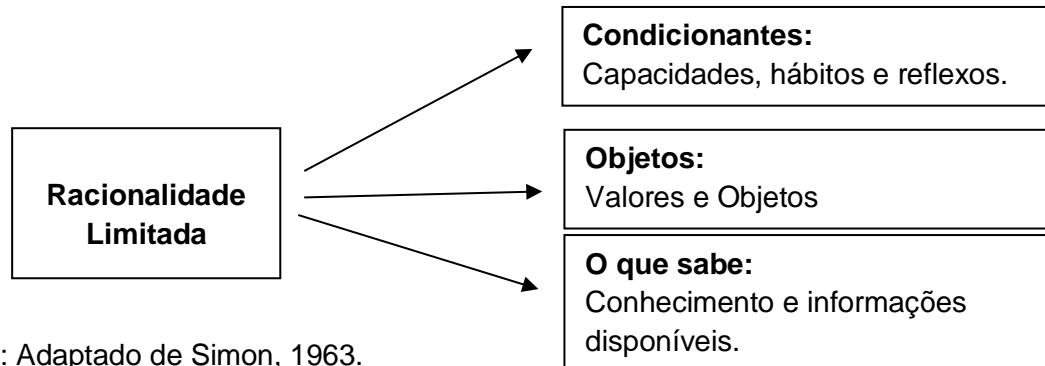 Condicionantes:
Capacidades, hábitos e reflexos.
Racionalidade
Limitada
Objetos:
Valores e Objetos
O que sabe:
Conhecimento e informações
disponíveis.
: Adaptado de Simon, 1963.